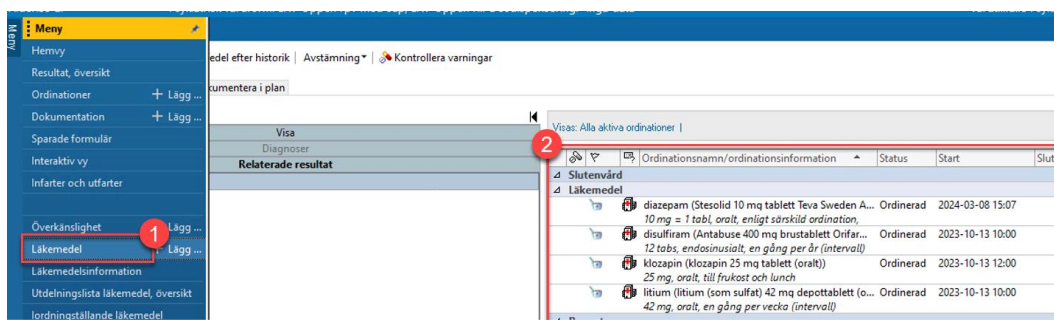 Meny
Meny
Hemvy
Resultat, översikt
Ordinationer + Lägg ...
Dokumentation + Lägg ...
Sparade formulär
Interaktiv vy
Infarter och utfarter
Överkänslighet Lägg ...
1
Läkemedel + Lägg ...
Läkemedelsinformation
Utdelningslista läkemedel, översikt
Iordningställande läkemedel
edel efter historik | Avstämning | Kontrollera varningar
kumentera i plan
Visa
Diagnoser
Relaterade resultat
Visas: Alla aktiva ordinationer |
2
Ordinationsnamn/ordinationsinformation Status Start Slut
Slutenvård
Läkemedel
diazepam (Stesolid 10 mg tablett Teva Sweden A... Ordinerad 2024-03-08 15:07
10 mg = 1 tabl, oralt, enligt särskild ordination,
disulfiram (Antabuse 400 mg brustablett Orifar... Ordinerad 2023-10-13 10:00
12 tabs, endosinusialt, en gång per år (intervall)
klozapin (klozapin 25 mg tablett (oralt)) Ordinerad 2023-10-13 12:00
25 mg, oralt, till frukost och lunch
litium (litium (som sulfat) 42 mg depottablett (o... Ordinerad 2023-10-13 10:00
42 mg, oralt, en gång per vecka (intervall)